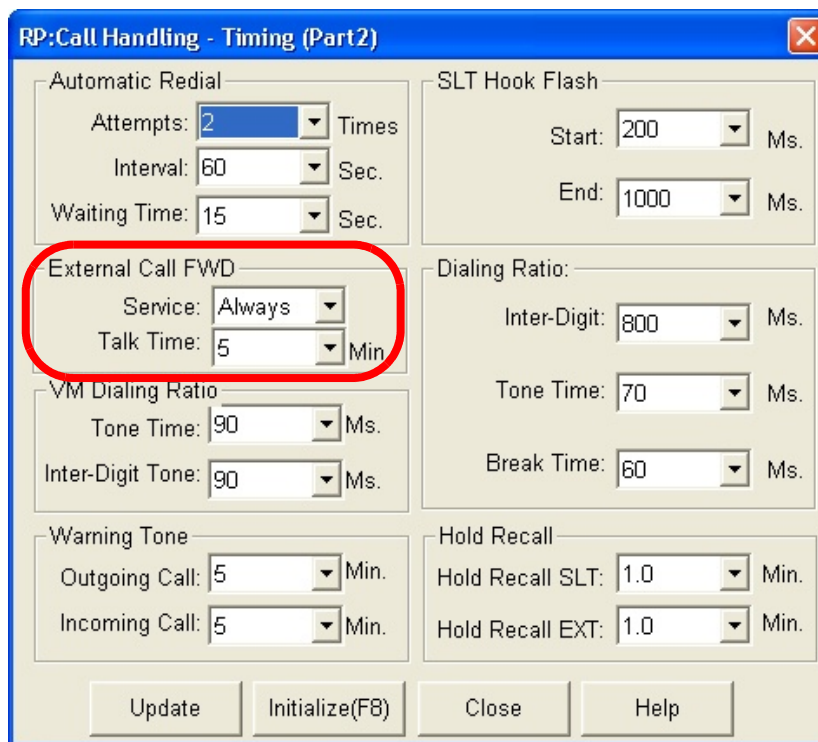 RP:Call Handling - Timing (Part2)
Automatic Redial
Attempts: 2 Times
Interval: 60 Sec.
Waiting Time: 15 Sec.
External Call FWD
Service: Always
Talk Time: 5 Min
VM Dialing Ratio
Tone Time: 90 Ms.
Inter-Digit Tone: 90 Ms.
Warning Tone
Outgoing Call: 5 Min.
Incoming Call: 5 Min.
SLT Hook Flash
Start: 200 Ms.
End: 1000 Ms.
Dialing Ratio:
Inter-Digit: 800 Ms.
Tone Time: 70 Ms.
Break Time: 60 Ms.
Hold Recall
Hold Recall SLT: 1.0 Min.
Hold Recall EXT: 1.0 Min.
Update Initialize(F8) Close Help